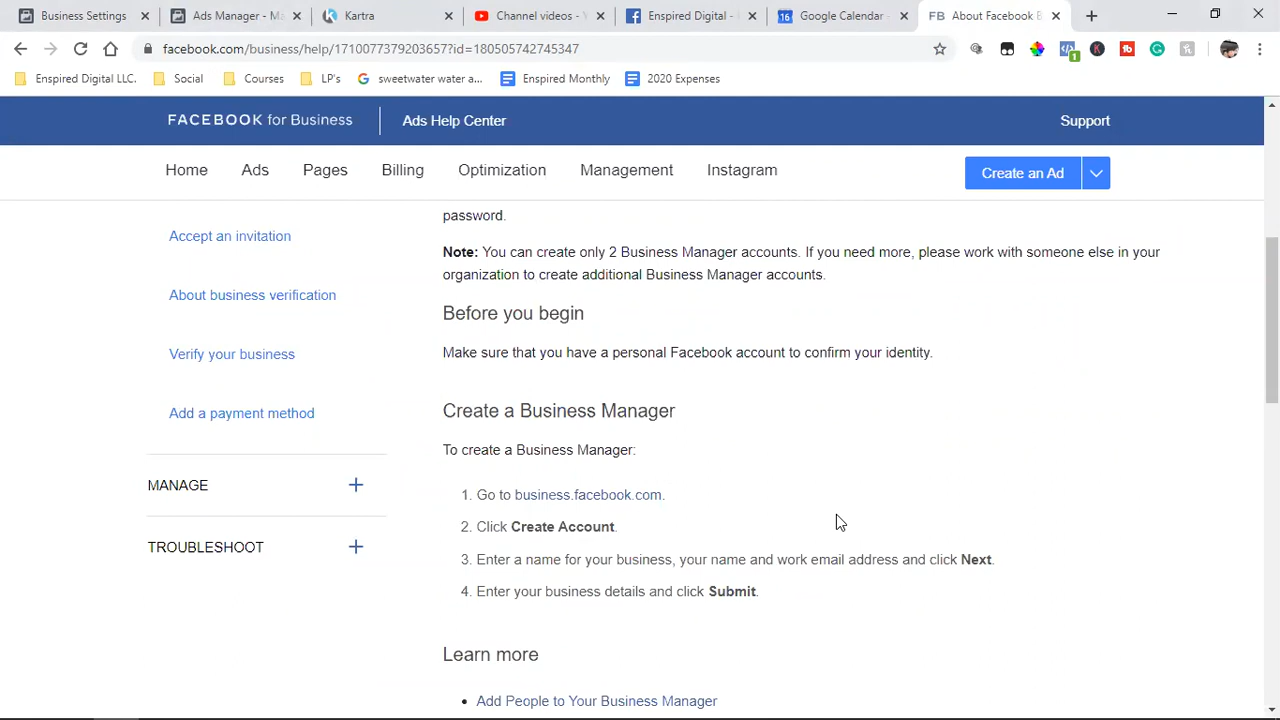 Business Settings
Ads Manager - Ma
Kartra
Channel videos - Y
Enspired Digital -
Google Calendar -
About Facebook B
facebook.com/business/help/1710077379203657?id=180505742745347
Enspired Digital LLC.
Social
Courses
LP's
sweetwater water a...
Enspired Monthly
2020 Expenses
FACEBOOK for Business
Ads Help Center
Support
Home
Ads
Pages
Billing
Optimization
Management
Instagram
Create an Ad
Accept an invitation
About business verification
Verify your business
Add a payment method
MANAGE
TROUBLESHOOT
password.
Note: You can create only 2 Business Manager accounts. If you need more, please work with someone else in your
organization to create additional Business Manager accounts.
Before you begin
Make sure that you have a personal Facebook account to confirm your identity.
Create a Business Manager
To create a Business Manager:
1. Go to business.facebook.com.
2. Click Create Account.
3. Enter a name for your business, your name and work email address and click Next.
4. Enter your business details and click Submit.
Learn more
• Add People to Your Business Manager